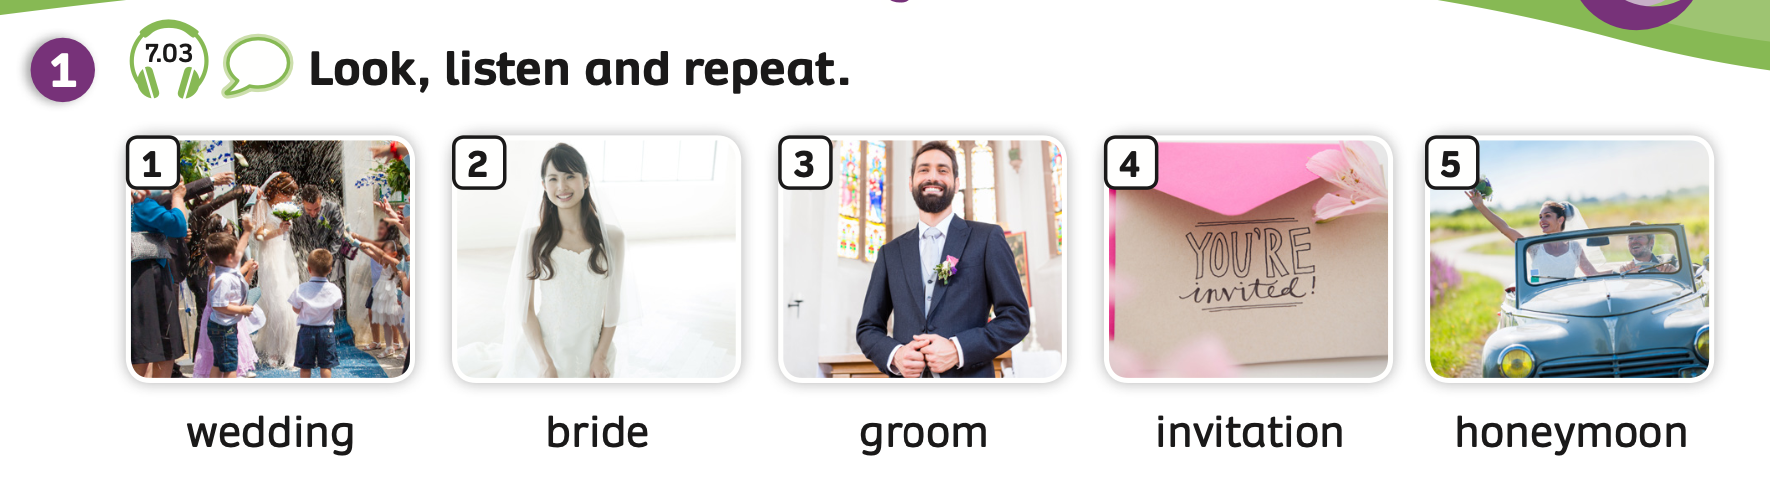 1 7.03 Look, listen and repeat.
1 2 3 4 5
YOU'RE
invited!
wedding bride groom invitation honeymoon